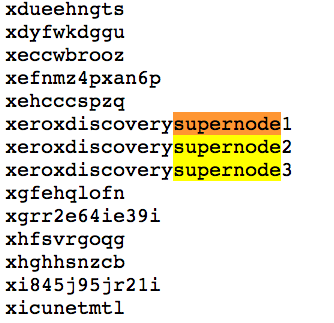 xdueehngts
xdyfwkdggu
xeccwbrooz
xefnmz4pxan6p
xehcccspzq
xeroxdiscoverysupernode1
xeroxdiscoverysupernode2
xeroxdiscoverysupernode3
xgfehqlofn
xgrr2e64ie39i
xhfsvrgoqg
xhghhsnzcb
xi845j95jr21i
xicunetmtl